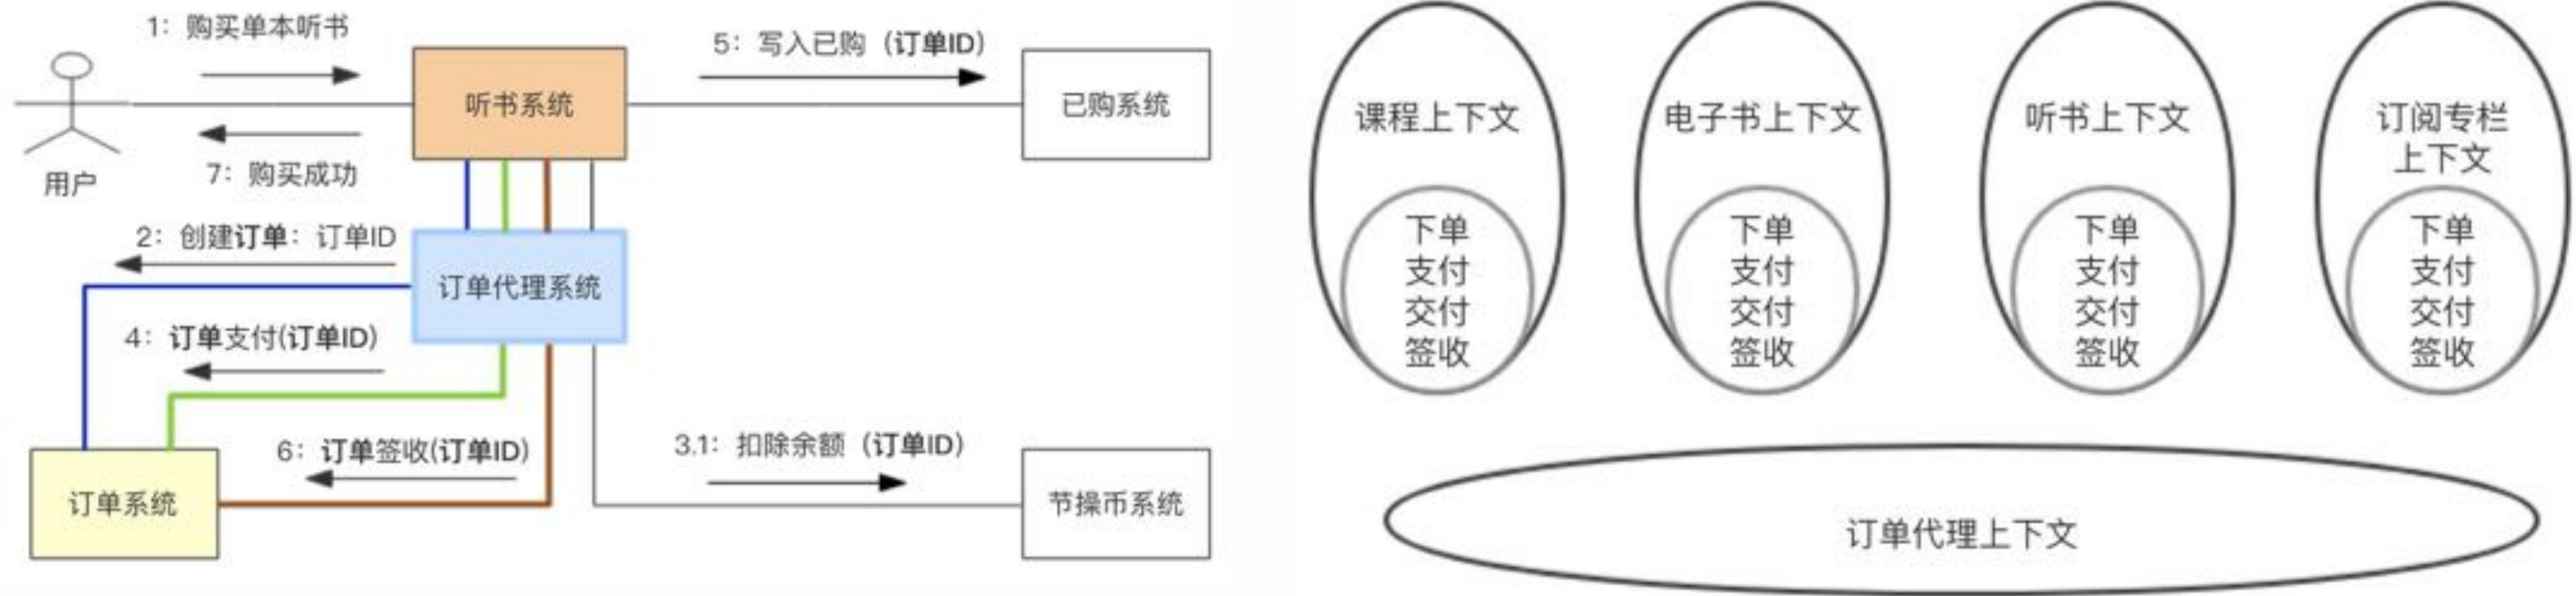 1：购买单本听书
5：写入已购（订单ID）
听书系统
已购系统
用户
7：购买成功
2：创建订单：订单ID
订单代理系统
4：订单支付(订单ID)
6：订单签收(订单ID)
3.1：扣除余额（订单ID）
订单系统
节操币系统
课程上下文
下单
支付
交付
签收
电子书上下文
下单
支付
交付
签收
听书上下文
下单
支付
交付
签收
订阅专栏
上下文
下单
支付
交付
签收
订单代理上下文